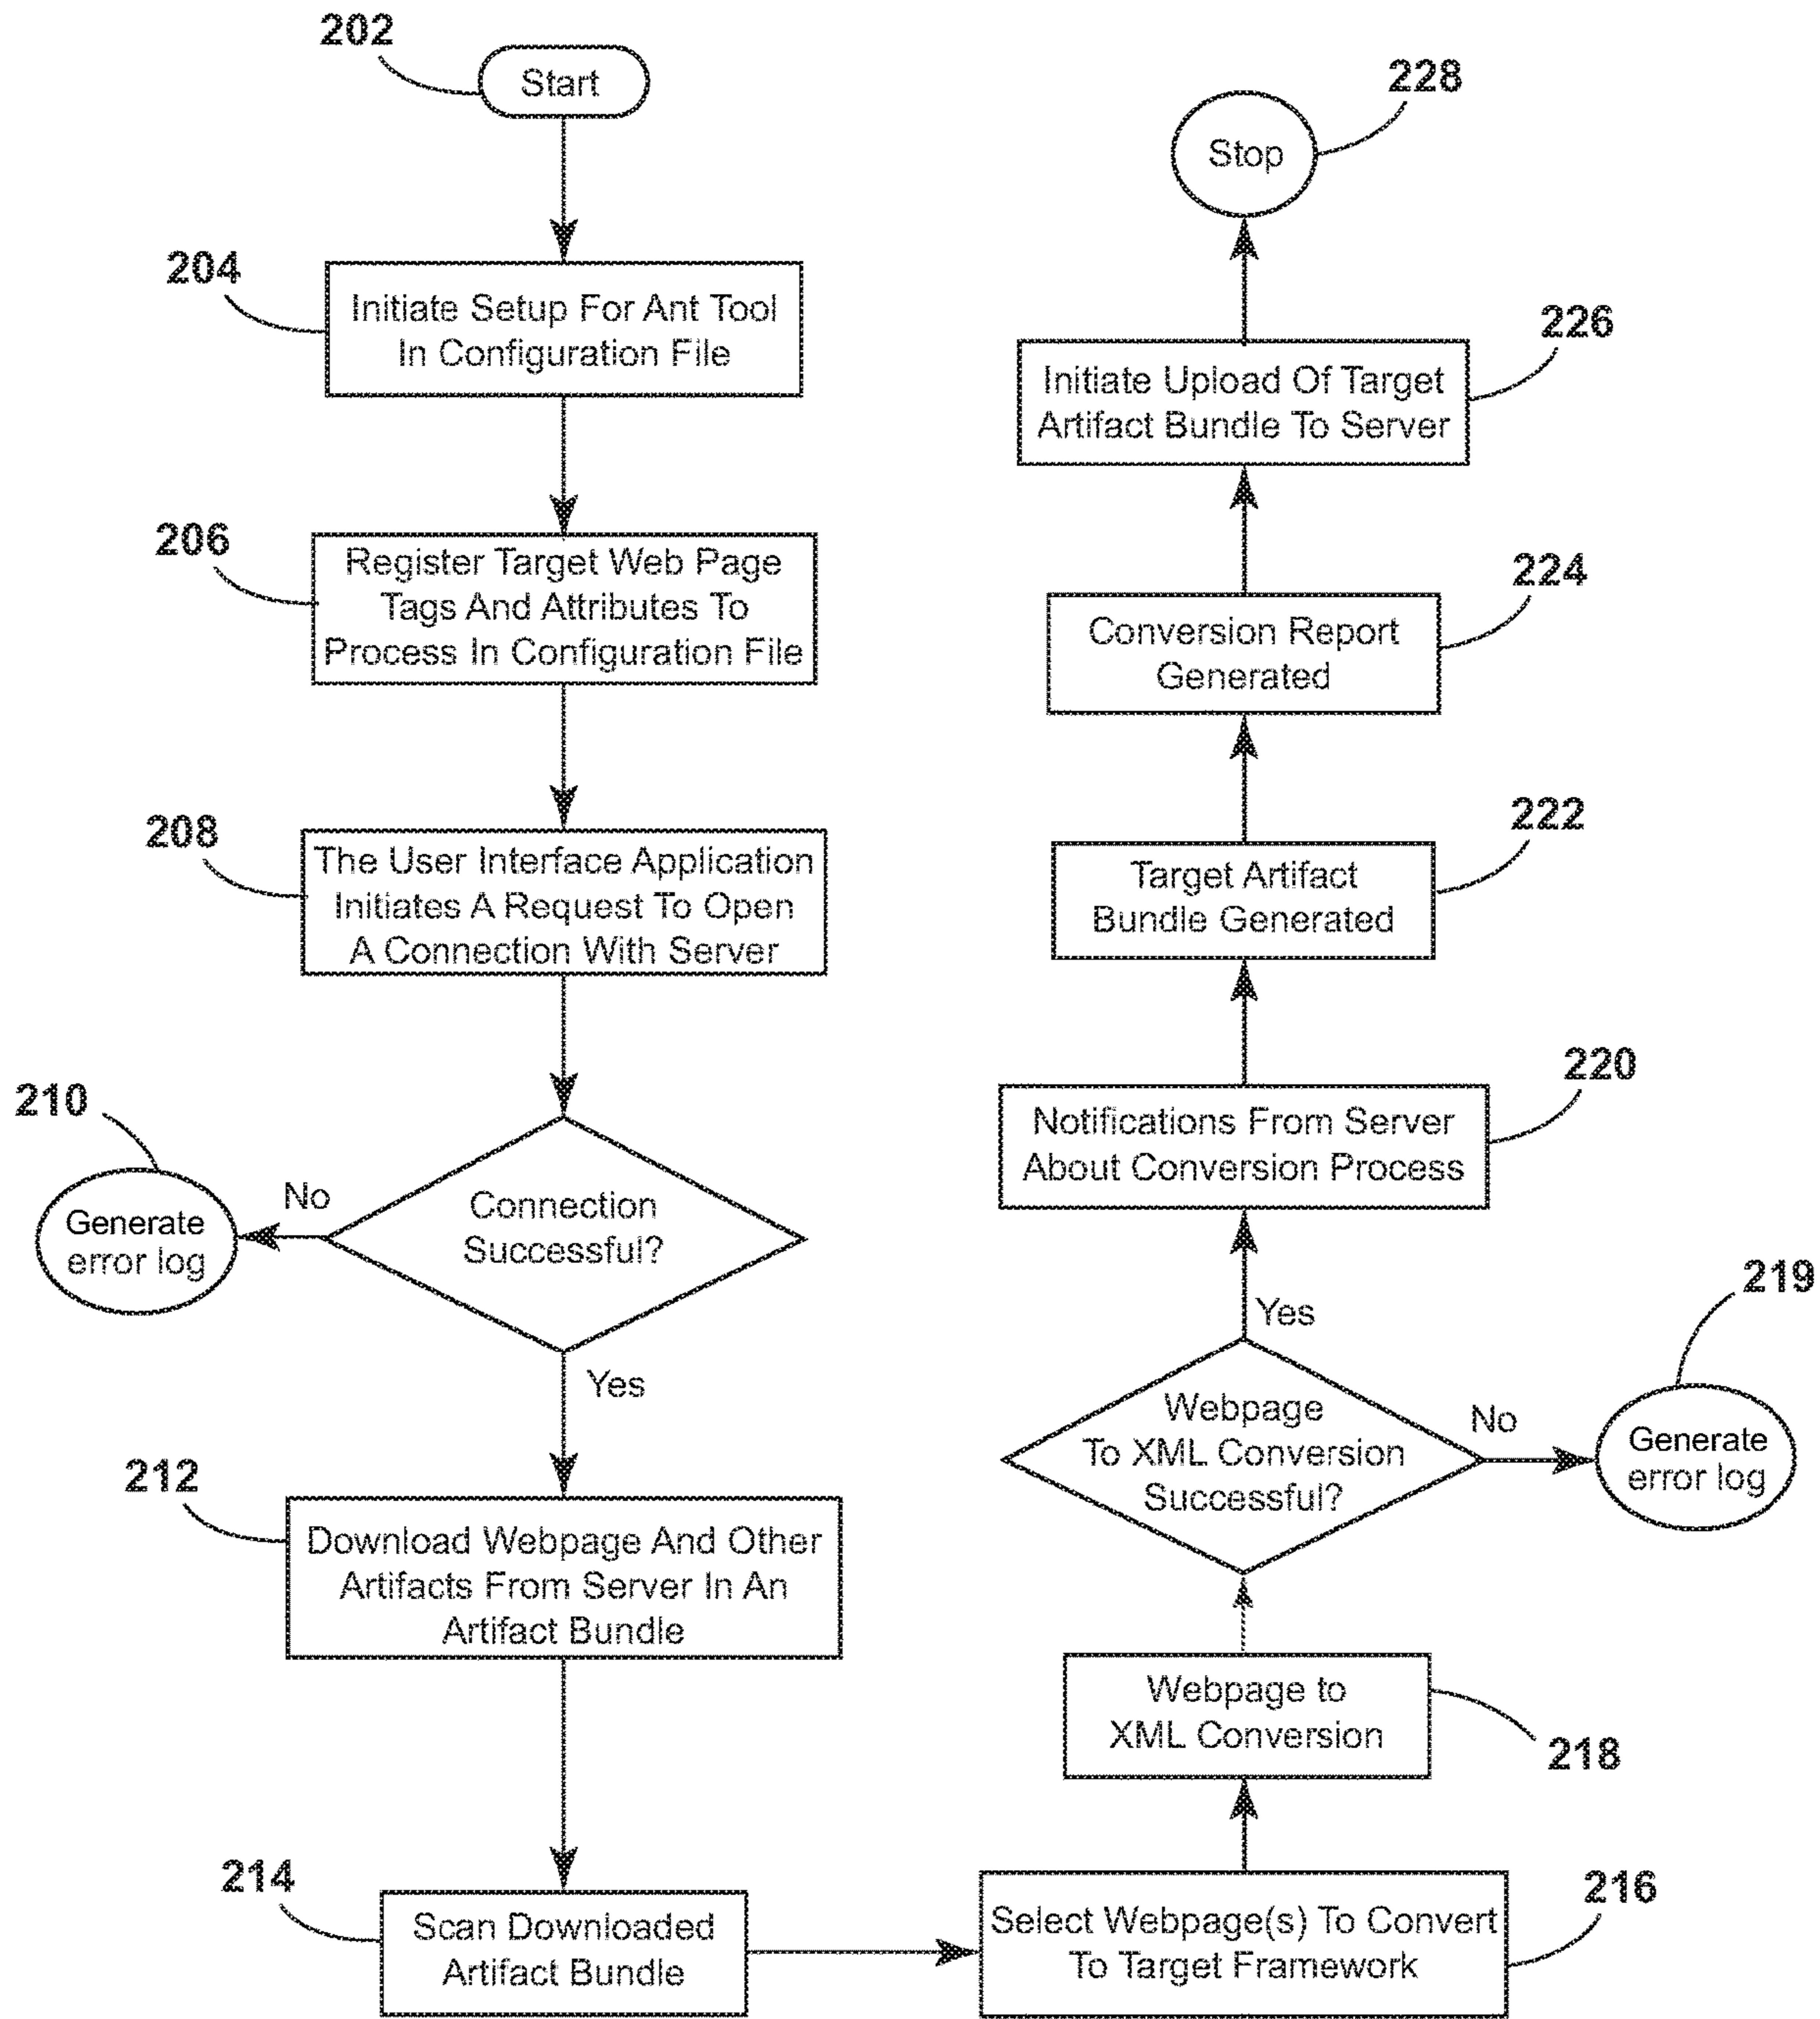 202
Start
204
Initiate Setup For Ant Tool
In Configuration File
206
Register Target Web Page
Tags And Attributes To
Process In Configuration File
208
The User Interface Application
Initiates A Request To Open
A Connection With Server
210
Generate
error log
No
Connection
Successful?
Yes
212
Download Webpage And Other
Artifacts From Server In An
Artifact Bundle
214
Scan Downloaded
Artifact Bundle
216
Select Webpage(s) To Convert
To Target Framework
218
Webpage to
XML Conversion
Webpage
To XML Conversion
Successful?
No
219
Generate
error log
Yes
220
Notifications From Server
About Conversion Process
222
Target Artifact
Bundle Generated
224
Conversion Report
Generated
226
Initiate Upload Of Target
Artifact Bundle To Server
228
Stop